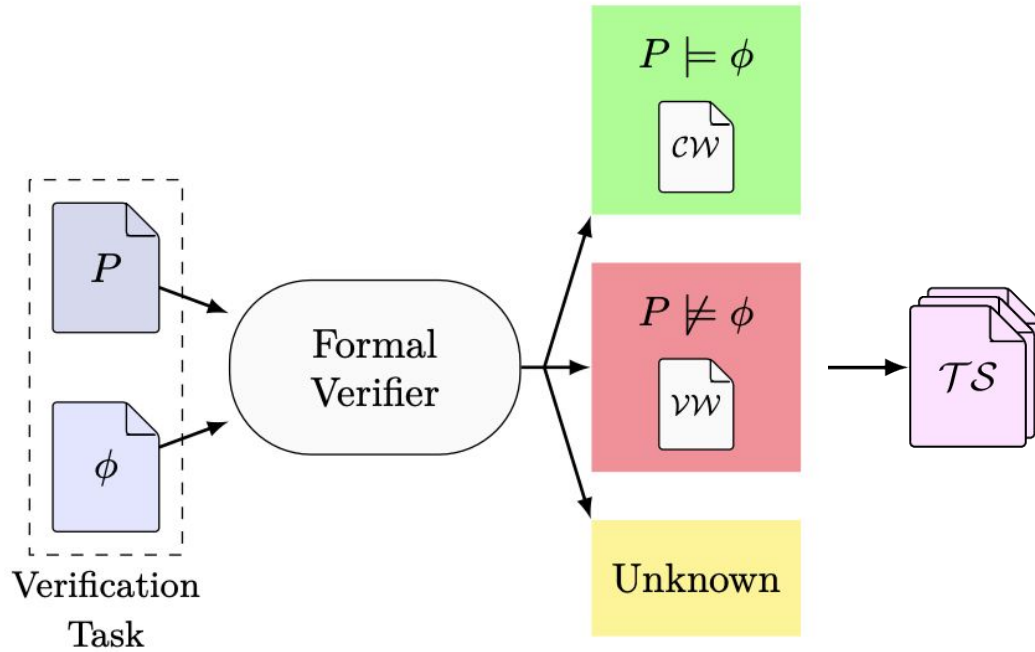 P
ϕ
Verification
Task
Formal
Verifier
P ⊨ ϕ
𝒞𝒲
P ⊭ ϕ
𝒱𝒲
Unknown
𝒯𝒮